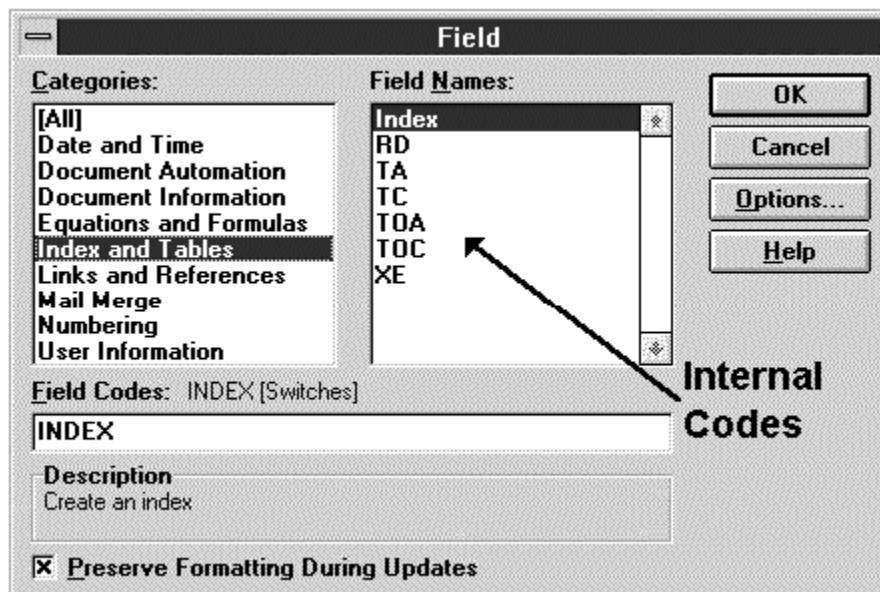 Field
Categories:
[All]
Date and Time
Document Automation
Document Information
Equations and Formulas
Index and Tables
Links and References
Mail Merge
Numbering
User Information
Field Names:
Index
RD
TA
TC
TOA
TOC
XE
OK
Cancel
Options...
Help
Internal
Codes
Field Codes: INDEX [Switches]
INDEX
Description
Create an index
Preserve Formatting During Updates